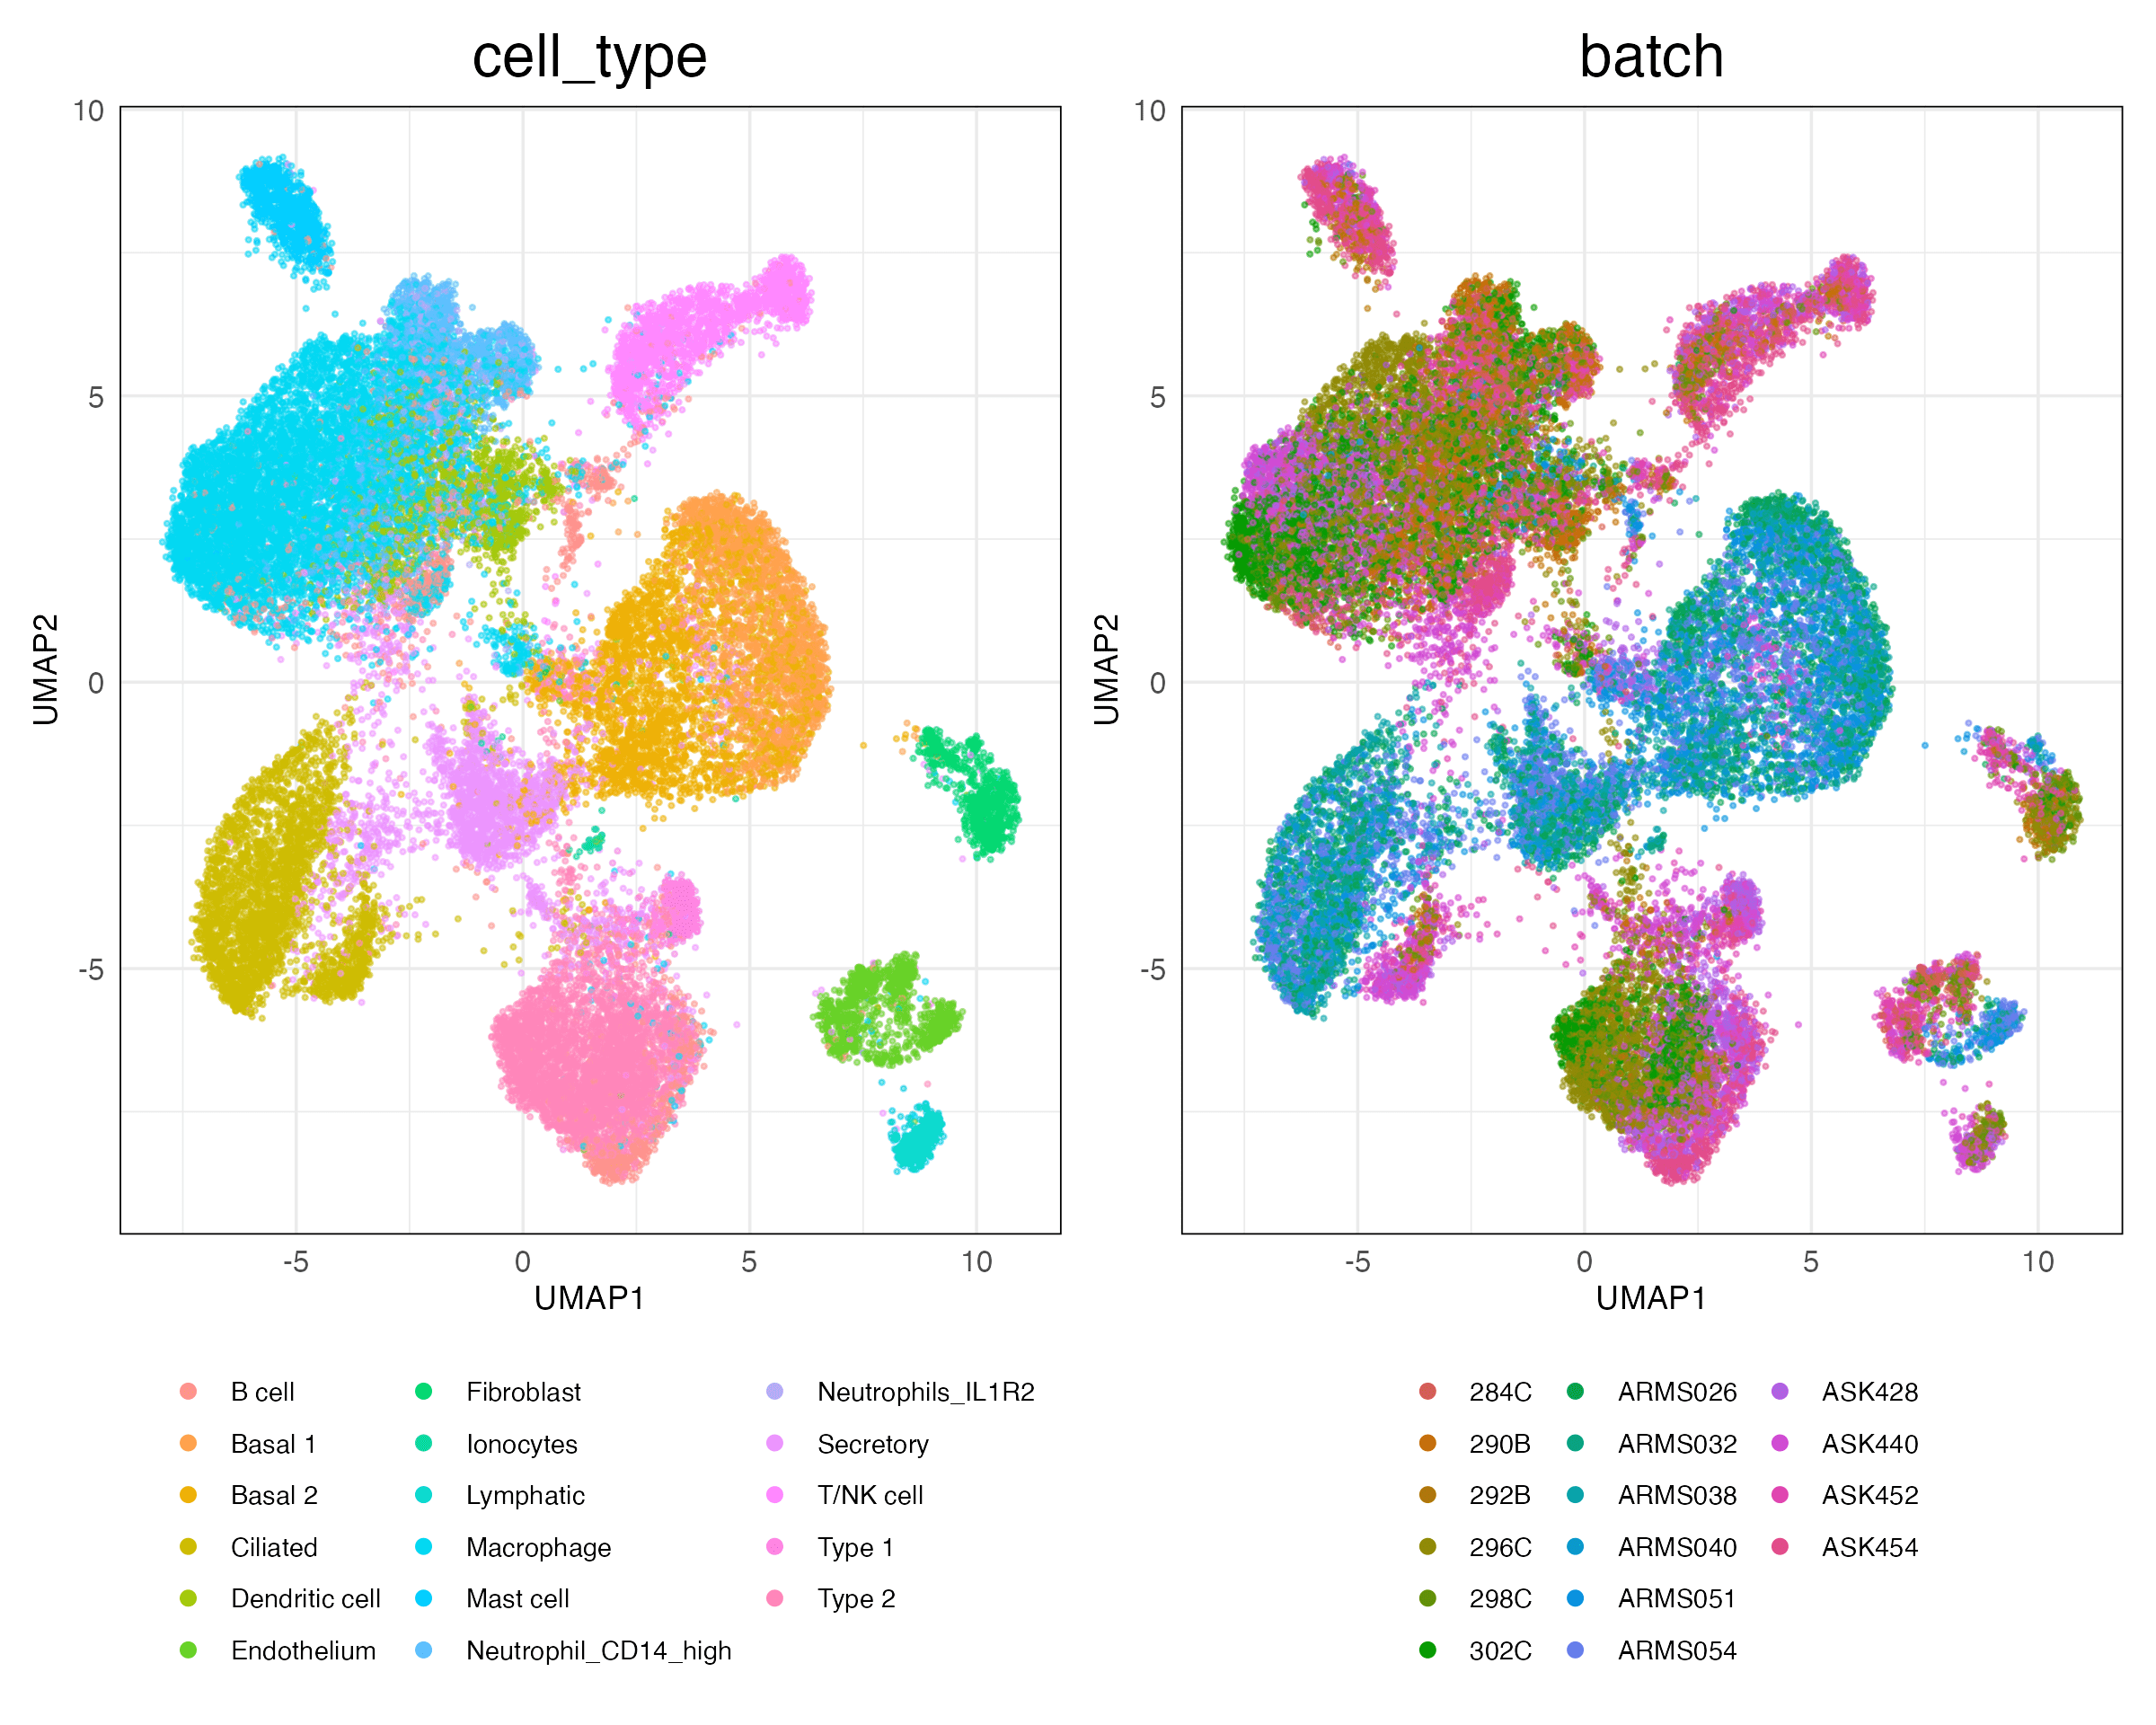 cell_type
batch
10
5
0
-5
UMAP2
-5
0
5
10
UMAP1
10
5
0
-5
UMAP2
-5
0
5
10
UMAP1
B cell
Basal 1
Basal 2
Ciliated
Dendritic cell
Endothelium
Fibroblast
Ionocytes
Lymphatic
Macrophage
Mast cell
Neutrophil_CD14_high
Neutrophils_IL1R2
Secretory
T/NK cell
Type 1
Type 2
284C
290B
292B
296C
298C
302C
ARMS026
ARMS032
ARMS038
ARMS040
ARMS051
ARMS054
ASK428
ASK440
ASK452
ASK454